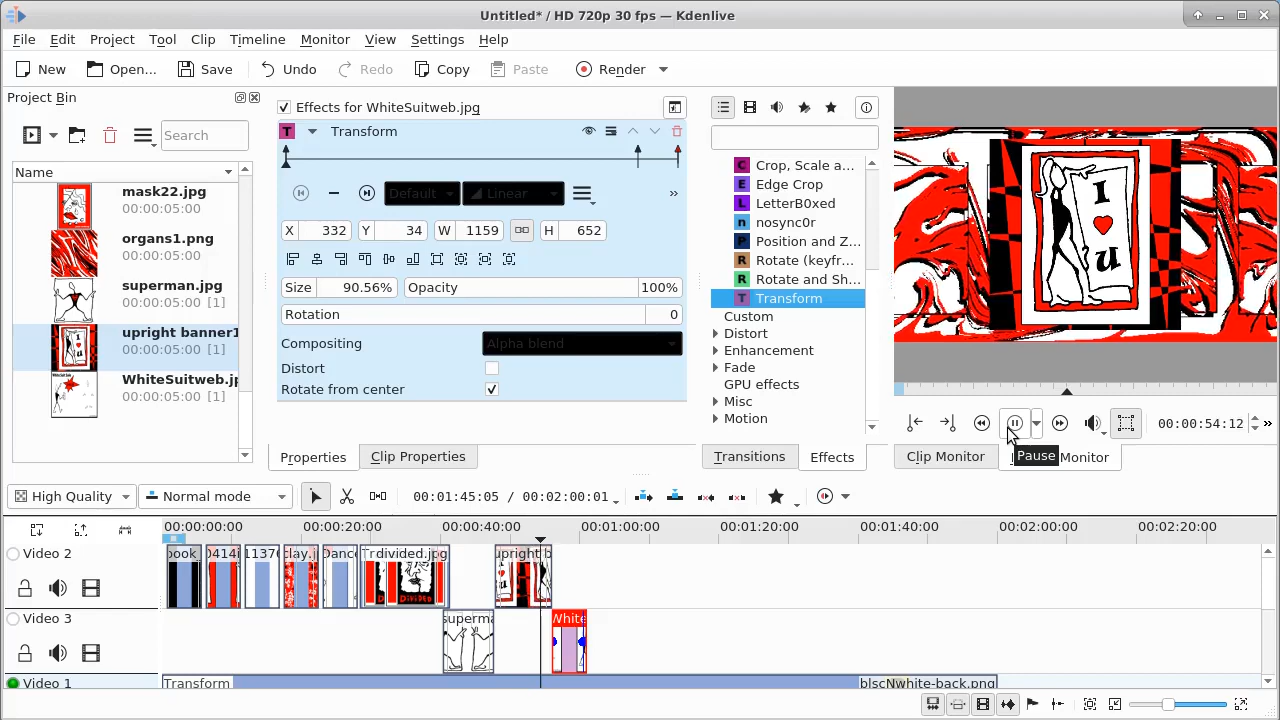 Untitled* / HD 720p 30 fps — Kdenlive
File Edit Project Tool Clip Timeline Monitor View Settings Help
New Open... Save Undo Redo Copy Paste Render
Project Bin
Search
Name
mask22.jpg
00:00:05:00
organs1.png
00:00:05:00
superman.jpg
00:00:05:00 [1]
upright banner1
00:00:05:00 [1]
WhiteSuitweb.jp
00:00:05:00 [1]
Effects for WhiteSuitweb.jpg
T Transform
Default Linear »
X 332 Y 34 W 1159 H 652
Size 90.56% Opacity 100%
Rotation 0
Compositing Alpha blend
Distort
Rotate from center
Properties Clip Properties
C Crop, Scale a...
E Edge Crop
L LetterB0xed
n nosync0r
P Position and Z...
R Rotate (keyfr...
R Rotate and Sh...
T Transform
Custom
Distort
Enhancement
Fade
GPU effects
Misc
Motion
Transitions Effects
I
u
00:00:54:12 »
Pause
Clip Monitor Monitor
High Quality Normal mode 00:01:45:05 / 00:02:00:01
00:00:00:00 00:00:20:00 00:00:40:00 00:01:00:00 00:01:20:00 00:01:40:00 00:02:00:00 00:02:20:00
Video 2
book 0414 1137 clay.j Danc divided.jpg upright b
Video 3
superma White
Video 1
Transform white-back.png